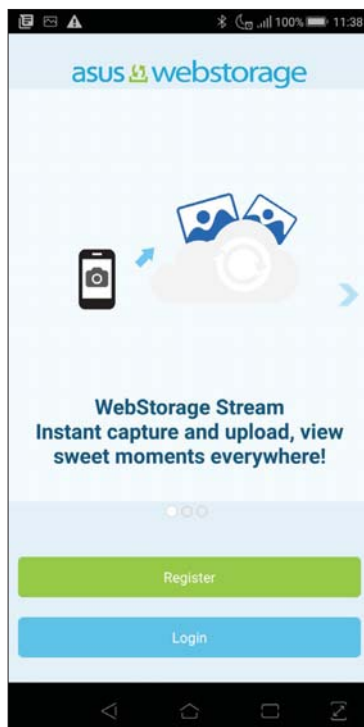 100% 11:38
asus webstorage
WebStorage Stream
Instant capture and upload, view
sweet moments everywhere!
Register
Login